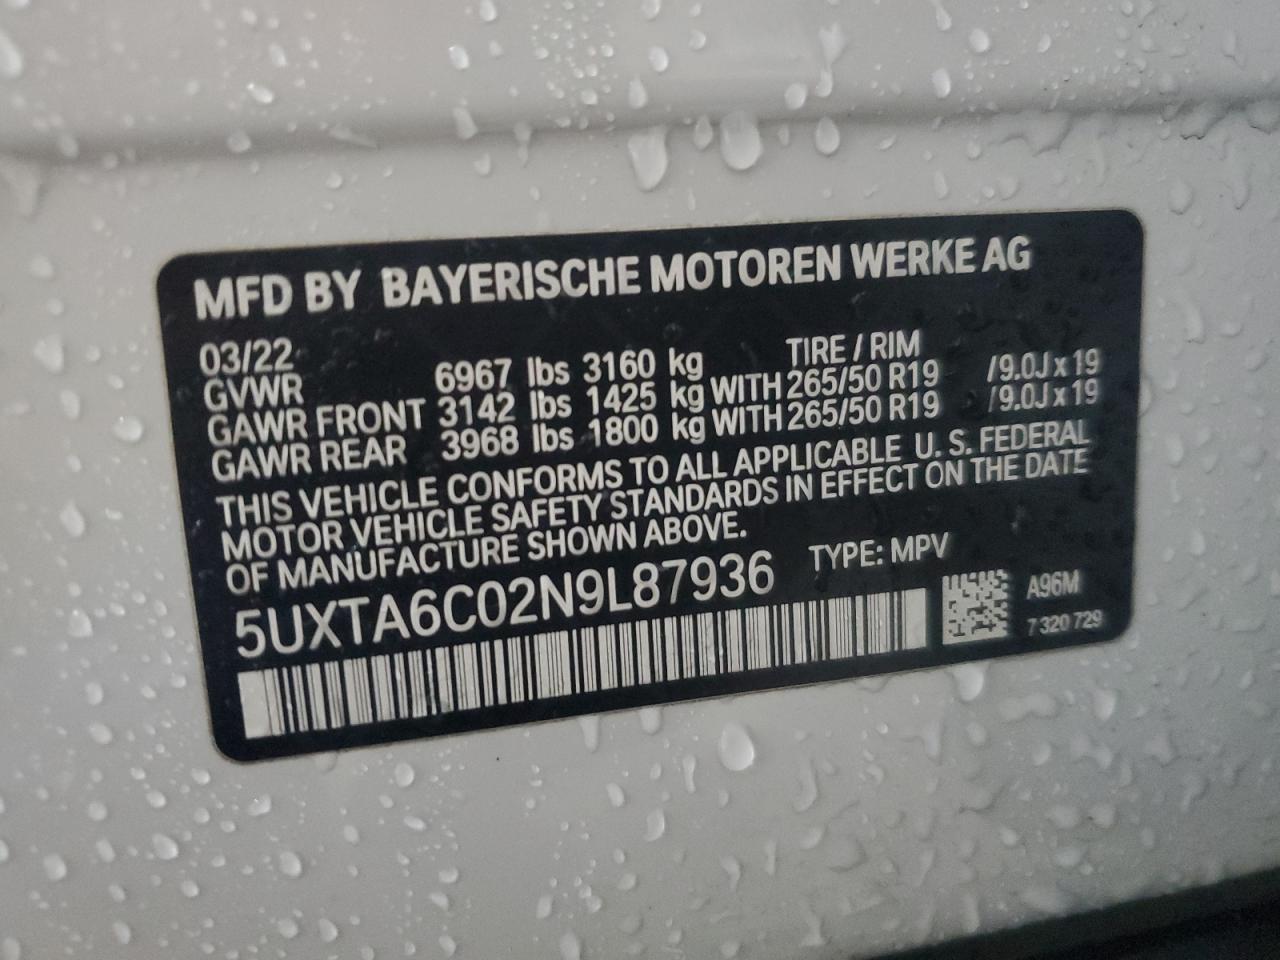 MFD BY BAYERISCHE MOTOREN WERKE AG
03/22 TIRE / RIM
GVWR 6967 lbs 3160 kg
GAWR FRONT 3142 lbs 1425 kg WITH 265/50 R19 /9.0J x 19
GAWR REAR 3968 lbs 1800 kg WITH 265/50 R19 /9.0J x 19
THIS VEHICLE CONFORMS TO ALL APPLICABLE U. S. FEDERAL
MOTOR VEHICLE SAFETY STANDARDS IN EFFECT ON THE DATE
OF MANUFACTURE SHOWN ABOVE.
5UXTA6C02N9L87936 TYPE: MPV
A96M
7 320 729